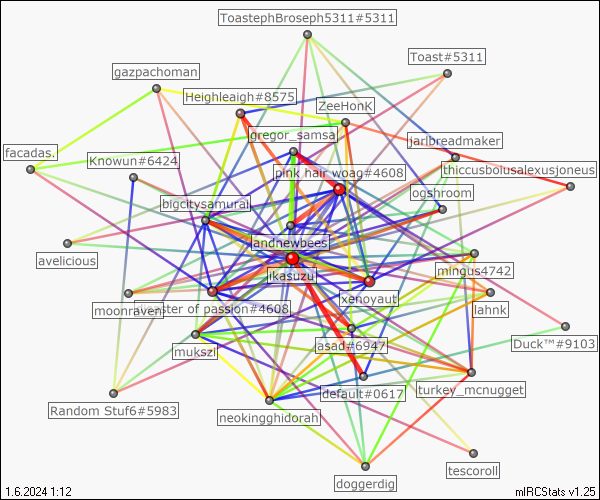 ToastephBroseph5311#5311
Toast#5311
gazpachoman
Heighleaigh#8575
ZeeHonK
gregor_samsa
jarlbreadmaker
facadas.
Knowun#6424
pink hair woag#4608
thiccusbolusalexusjoneus
ogshroom
bigcitysamurai
andnewbees
avelicious
mingus4742
ikasuzu
xenoyaut
lahnk
moonraven
ster of passion#4608
Duck™#9103
mukszi
asad#6947
default#0617
turkey_mcnugget
Random Stuf6#5983
neokingghidorah
tescoroll
doggerdig
1.6.2024 1:12
mIRCStats v1.25